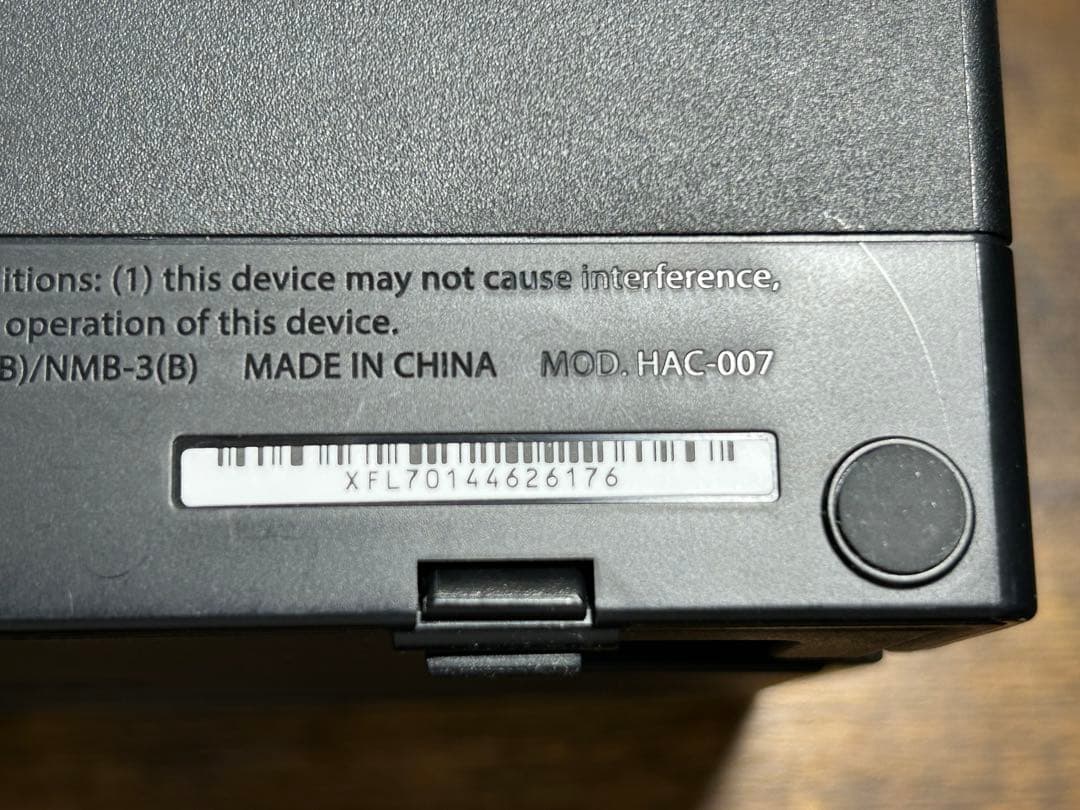 itions: (1) this device may not cause interference,
operation of this device.
B)/NMB-3(B) MADE IN CHINA MOD. HAC-007
XFL70144626176